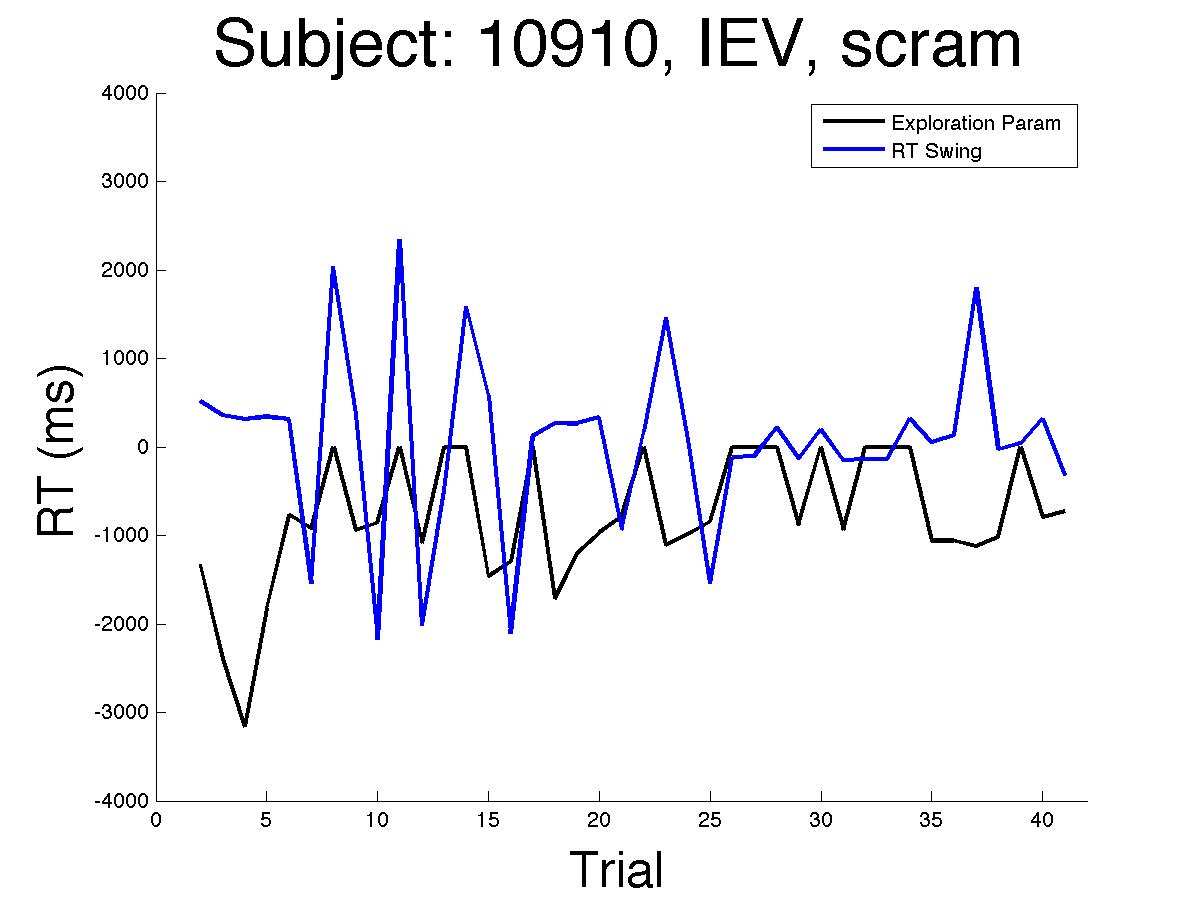 Subject: 10910, IEV, scram
Exploration Param
RT Swing
4000
3000
2000
1000
0
-1000
-2000
-3000
-4000
RT (ms)
0 5 10 15 20 25 30 35 40
Trial